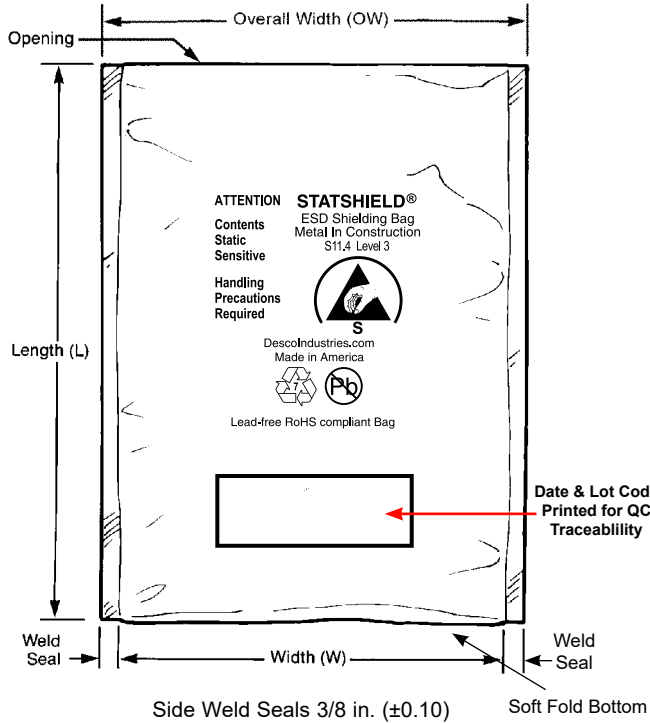 Overall Width (OW)
Opening
ATTENTION
Contents
Static
Sensitive
Handling
Precautions
Required
STATSHIELD®
ESD Shielding Bag
Metal In Construction
S11.4 Level 3
S
DescoIndustries.com
Made in America
7
Pb
Lead-free RoHS compliant Bag
Length (L)
Date & Lot Cod
Printed for QC
Traceablility
Weld
Seal
Width (W)
Weld
Seal
Side Weld Seals 3/8 in. (±0.10)
Soft Fold Bottom